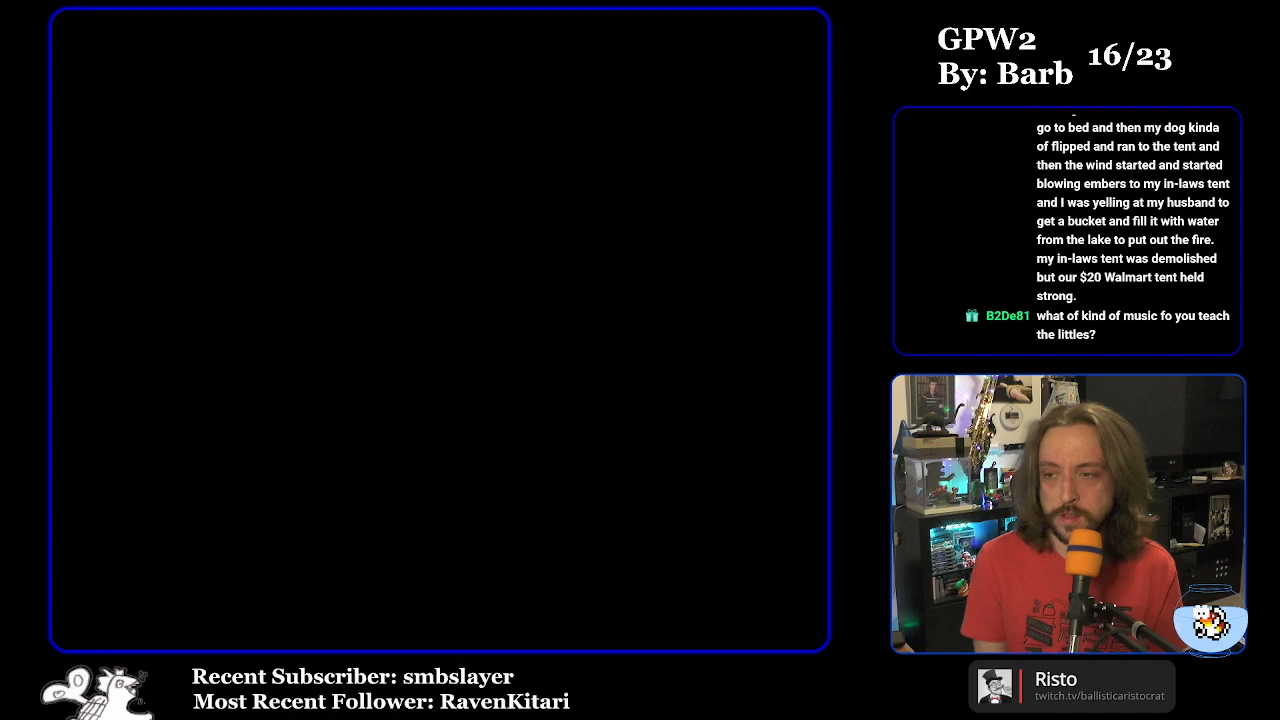 GPW2
By: Barb
16/23
go to bed and then my dog kinda
of flipped and ran to the tent and
then the wind started and started
blowing embers to my in-laws tent
and I was yelling at my husband to
get a bucket and fill it with water
from the lake to put out the fire.
my in-laws tent was demolished
but our $20 Walmart tent held
strong.
B2De81 what of kind of music fo you teach
the littles?
Recent Subscriber: smbslayer
Most Recent Follower: RavenKitari
Risto
twitch.tv/ballisticaristocrat